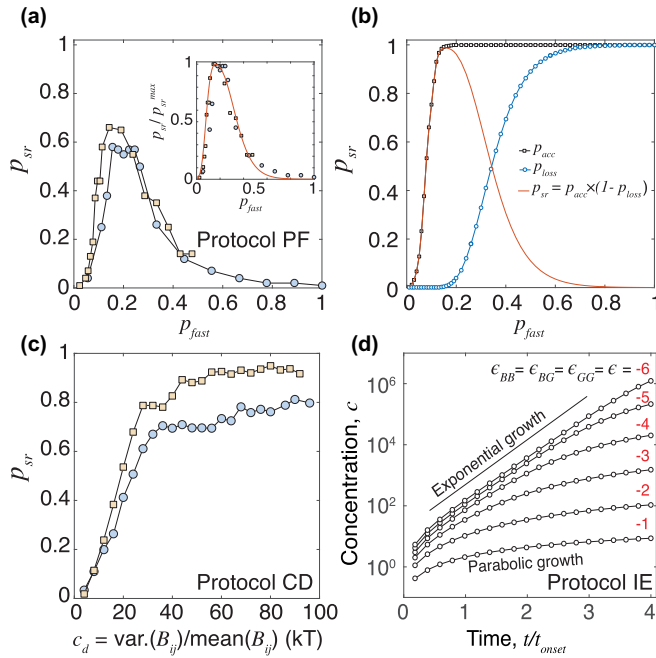 (a)
1
0.8
0.6
0.4
0.2
0
p_sr
0 0.2 0.4 0.6 0.8 1
p_fast
Protocol PF
1
0.5
p_sr / p_sr^max
0 0.5 1
p_fast
(b)
1
0.8
0.6
0.4
0.2
0
p_sr
0 0.2 0.4 0.6 0.8 1
p_fast
p_acc
p_loss
p_sr = p_acc×(1- p_loss)
(c)
1
0.8
0.6
0.4
0.2
0
p_sr
0 20 40 60 80 100
c_d = var.(B_ij)/mean(B_ij) (kT)
Protocol CD
(d)
ϵ_BB= ϵ_BG= ϵ_GG= ϵ = -6
-5
-4
-3
-2
-1
10^6
10^4
10^2
10^0
Concentration, c
Exponential growth
Parabolic growth
Protocol IE
0 1 2 3 4
Time, t/t_onset